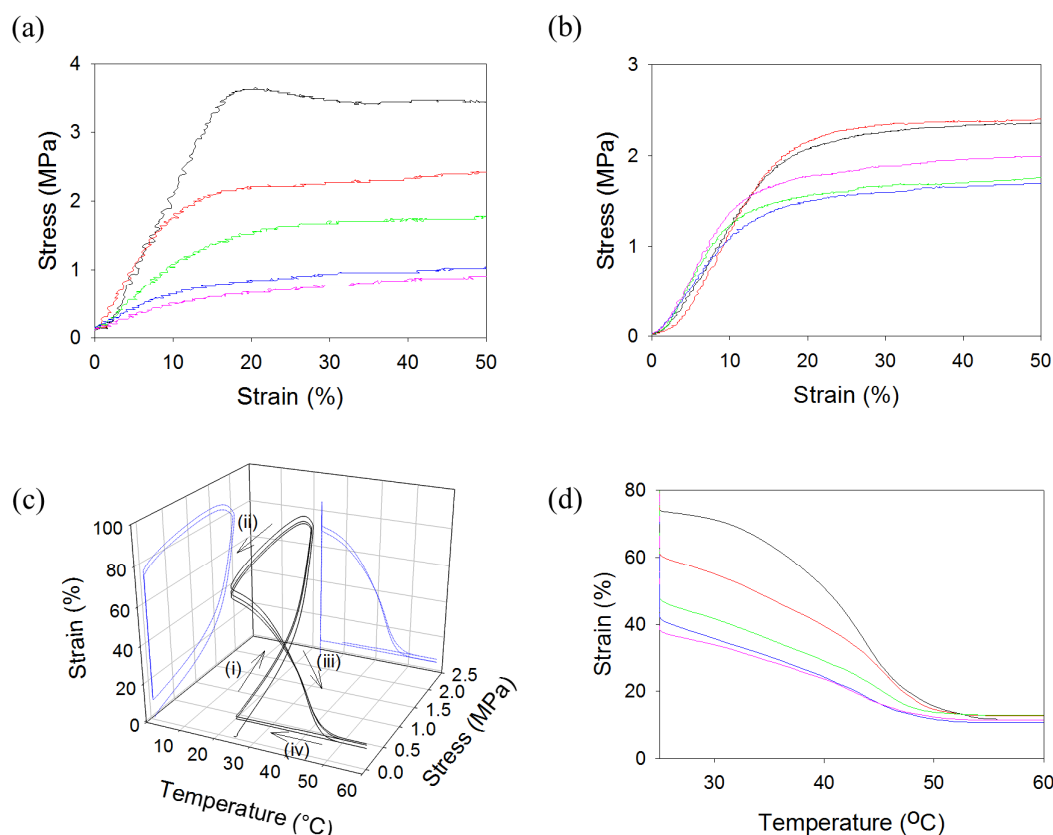 (a)
4
3
2
1
0
Stress (MPa)
0 10 20 30 40 50
Strain (%)
(b)
3
2
1
0
Stress (MPa)
0 10 20 30 40 50
Strain (%)
(c)
100
80
60
40
20
0
Strain (%)
(i)
(ii)
(iii)
(iv)
10 20 30 40 50 60
Temperature (°C)
0.0 0.5 1.0 1.5 2.0 2.5
Stress (MPa)
(d)
80
60
40
20
0
Strain (%)
30 40 50 60
Temperature (ºC)